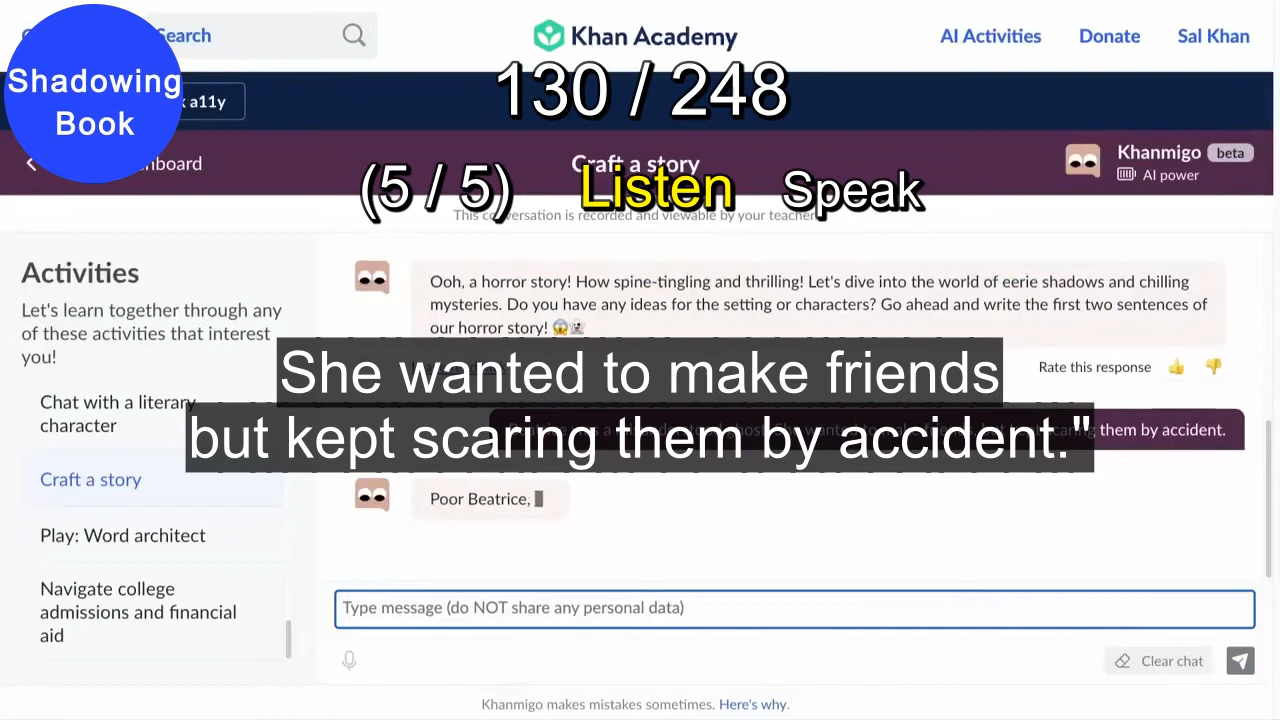 Search
Khan Academy
AI Activities
Donate
Sal Khan
Shadowing
Book
a11y
130 / 248
Craft a story
Khanmigo beta
AI power
(5 / 5) Listen Speak
This conversation is recorded and viewable by your teacher
Activities
Let's learn together through any
of these activities that interest
you!
Chat with a literary
character
Craft a story
Play: Word architect
Navigate college
admissions and financial
aid
Ooh, a horror story! How spine-tingling and thrilling! Let's dive into the world of eerie shadows and chilling
mysteries. Do you have any ideas for the setting or characters? Go ahead and write the first two sentences of
our horror story! 😱👻
Rate this response 👍 👎
She wanted to make friends
but kept scaring them by accident."
them by accident.
Poor Beatrice,
Type message (do NOT share any personal data)
Clear chat
Khanmigo makes mistakes sometimes. Here's why.